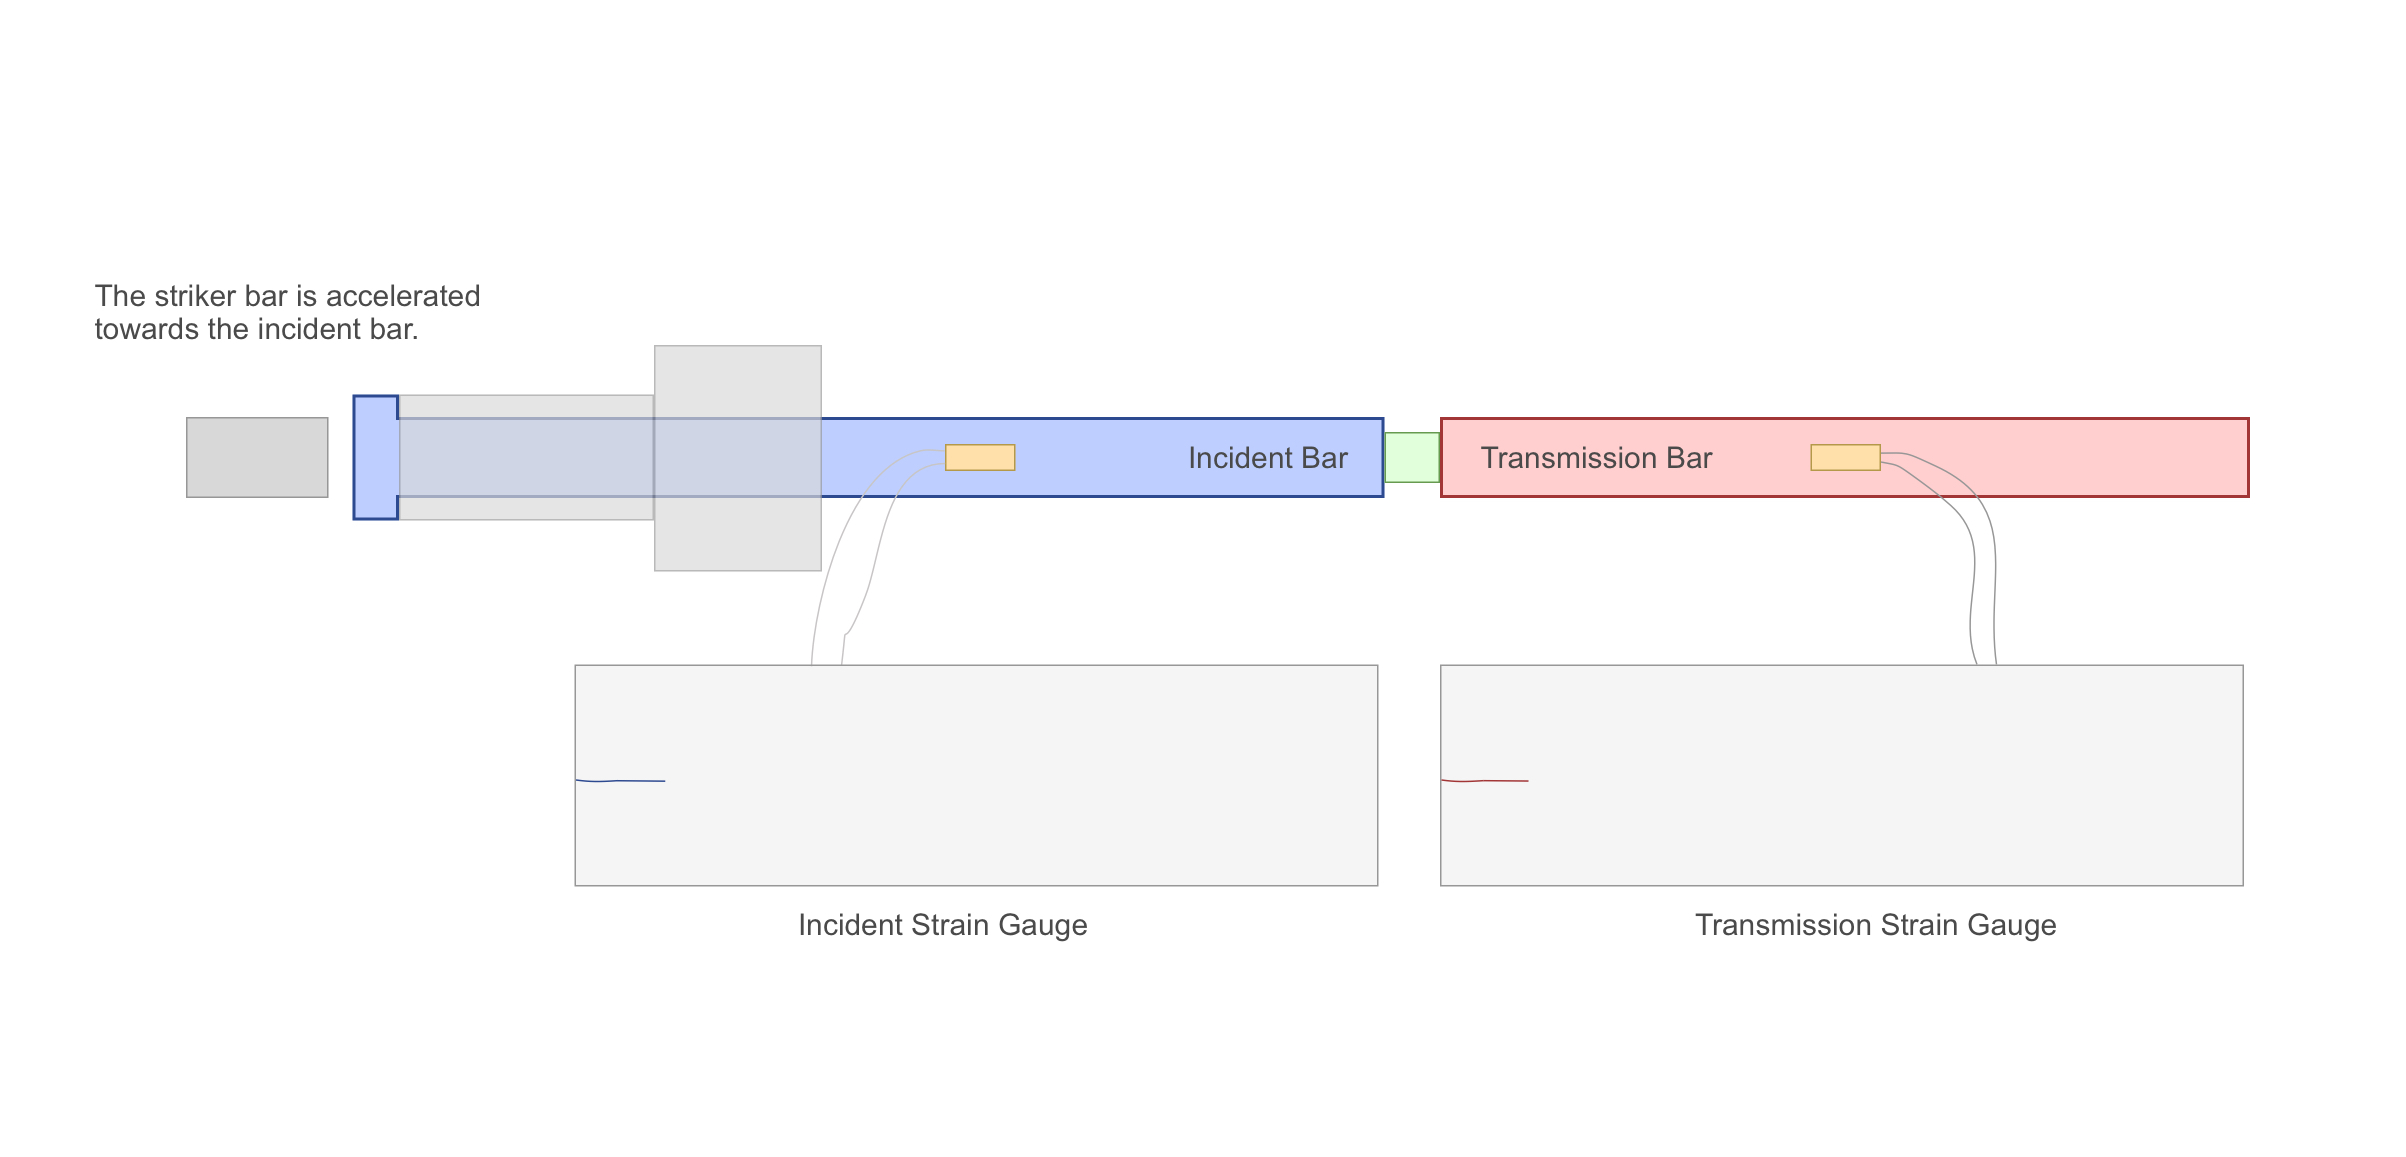 The striker bar is accelerated
towards the incident bar.
Incident Bar
Transmission Bar
Incident Strain Gauge
Transmission Strain Gauge